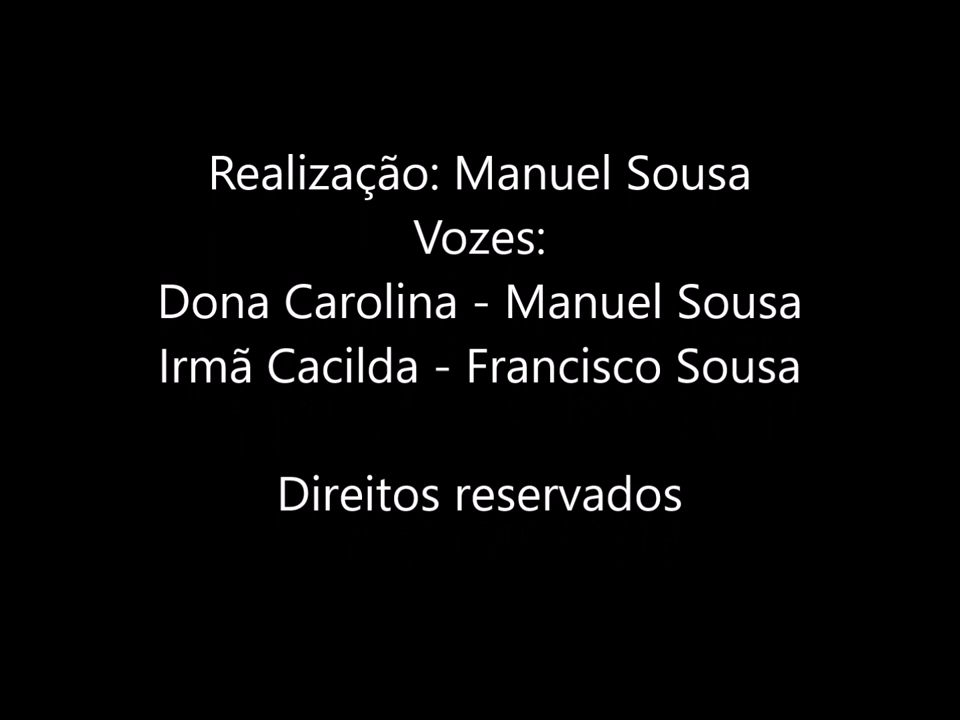 Realização: Manuel Sousa
Vozes:
Dona Carolina - Manuel Sousa
Irmã Cacilda - Francisco Sousa
Direitos reservados